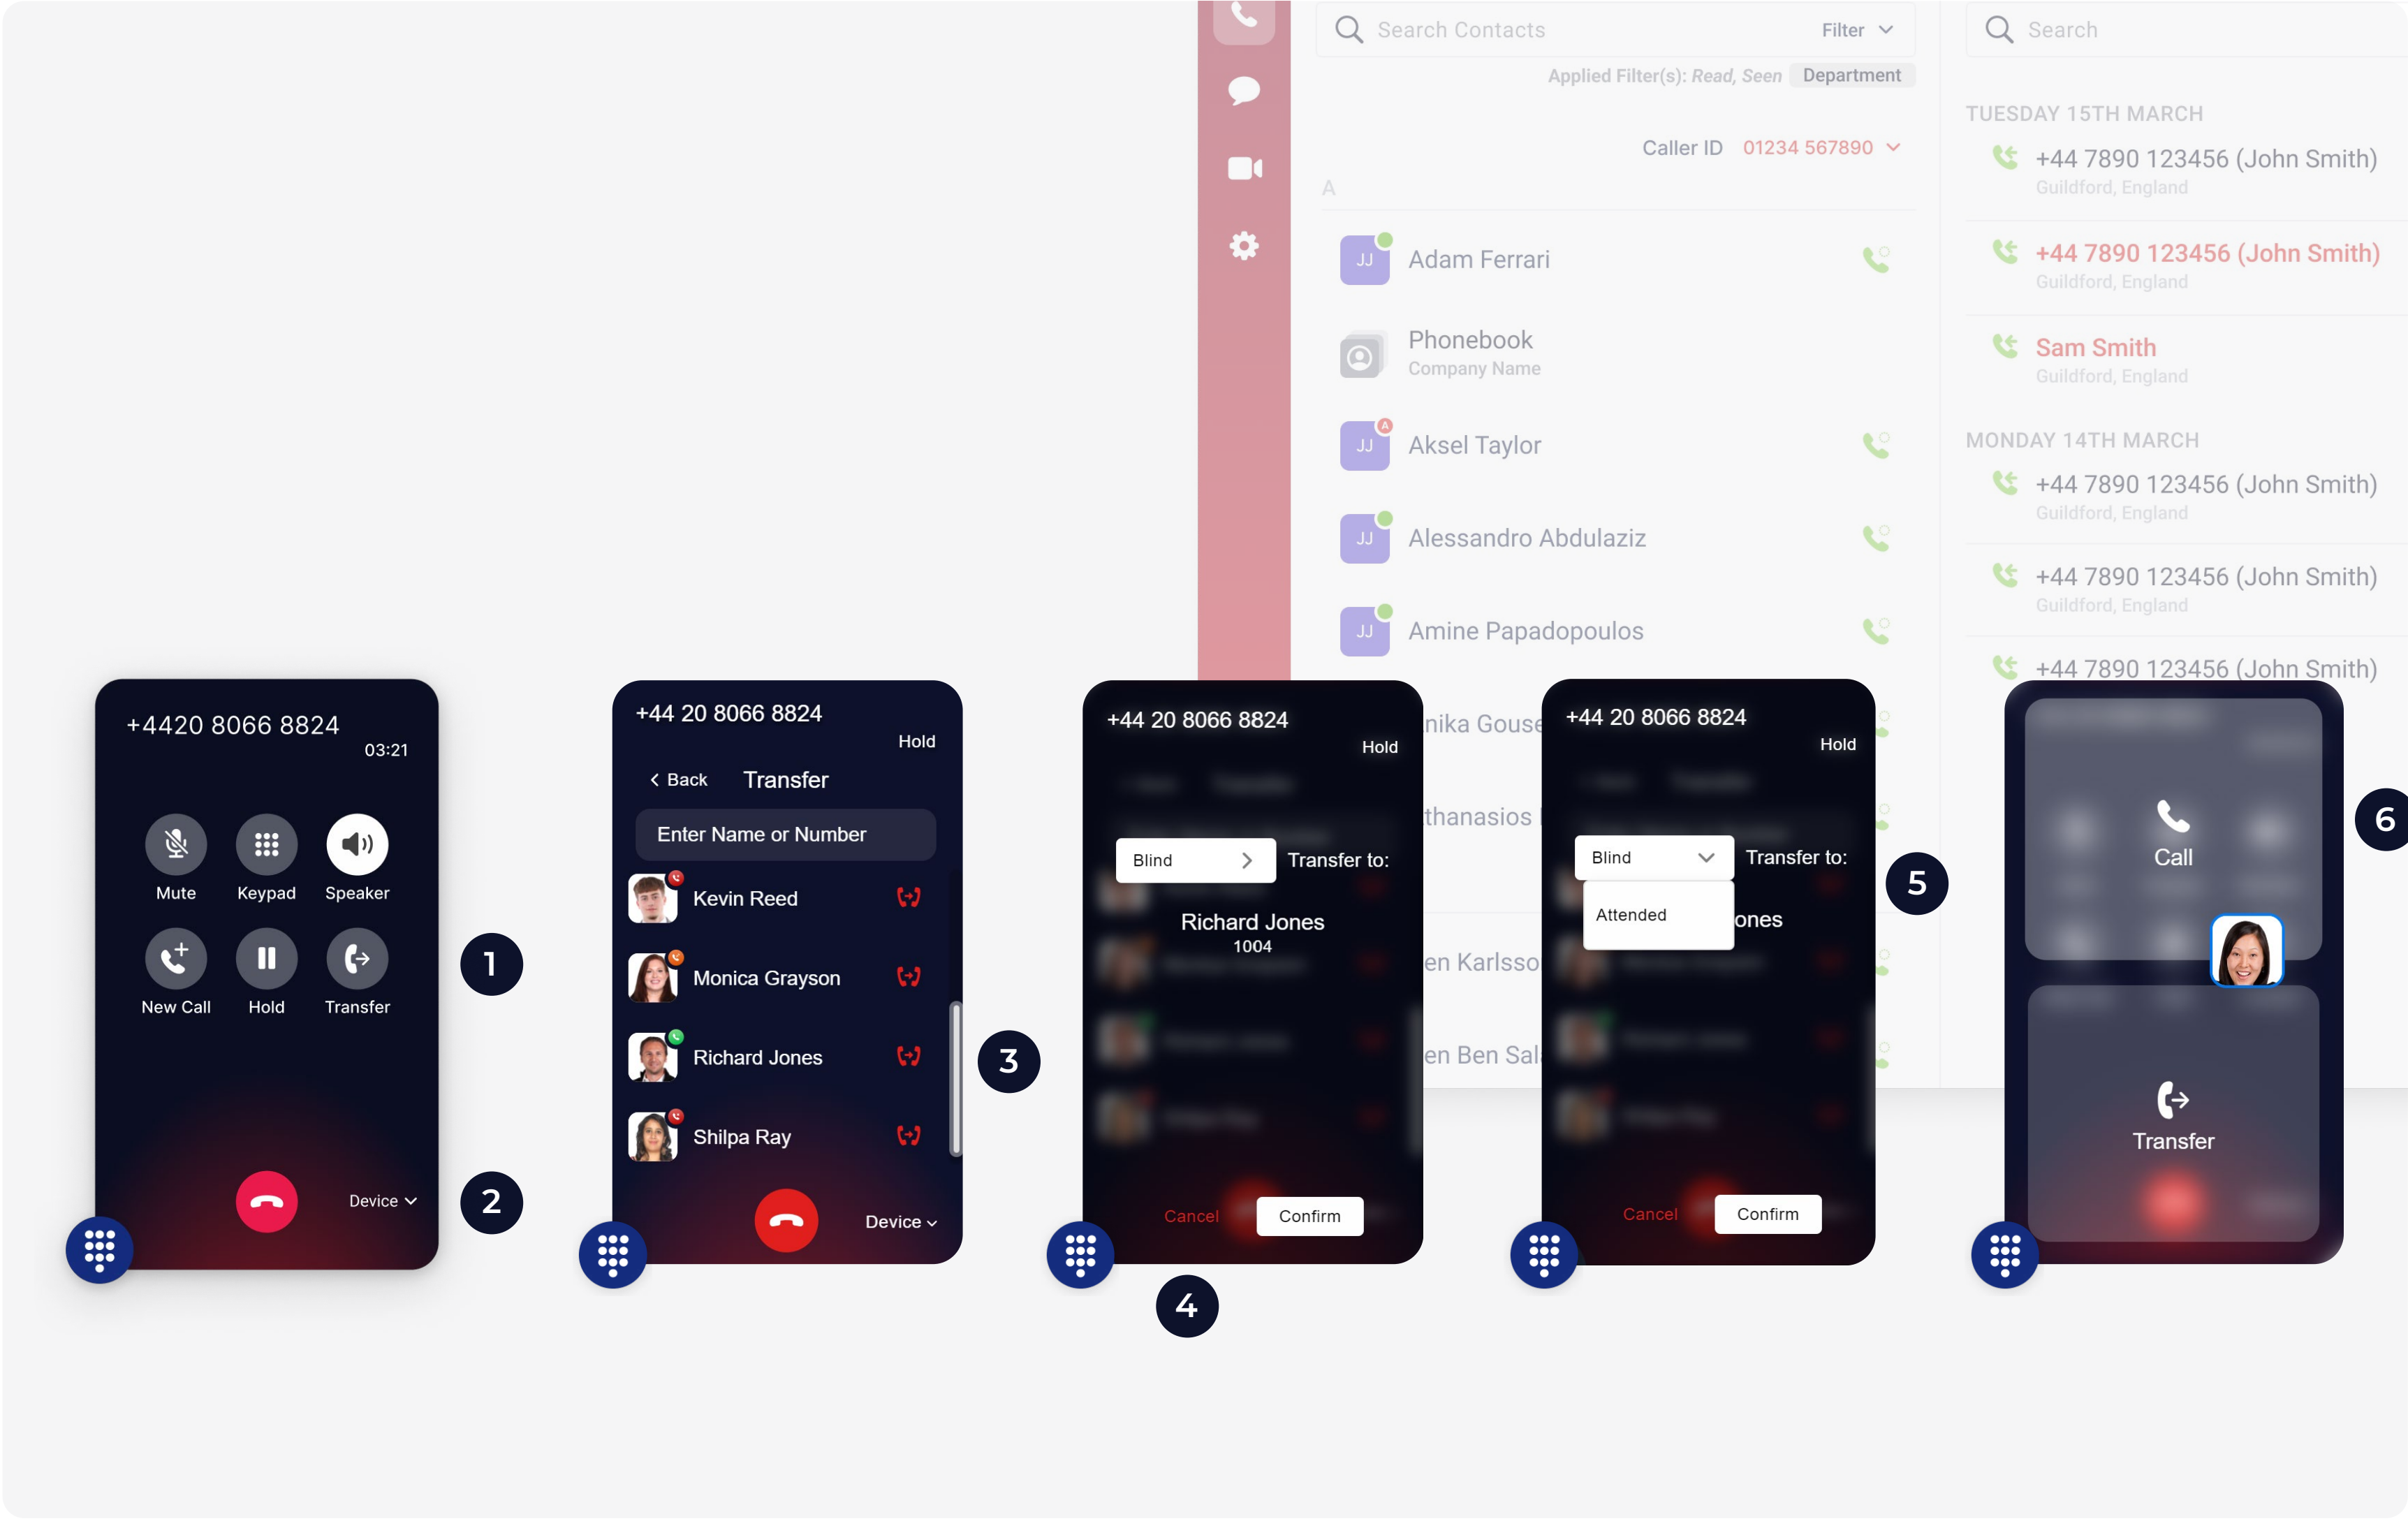 Search Contacts
Filter
Applied Filter(s): Read, Seen Department
Caller ID 01234 567890
A
JJ Adam Ferrari
Phonebook
Company Name
A
JJ Aksel Taylor
JJ Alessandro Abdulaziz
JJ Amine Papadopoulos
nika Gouse
thanasios
en Karlsso
en Ben Sal
Search
TUESDAY 15TH MARCH
+44 7890 123456 (John Smith)
Guildford, England
+44 7890 123456 (John Smith)
Guildford, England
Sam Smith
Guildford, England
MONDAY 14TH MARCH
+44 7890 123456 (John Smith)
Guildford, England
+44 7890 123456 (John Smith)
Guildford, England
+44 7890 123456 (John Smith)
+4420 8066 8824
03:21
Mute Keypad Speaker
New Call Hold Transfer
Device
1
2
+44 20 8066 8824
Hold
Back Transfer
Enter Name or Number
Kevin Reed
Monica Grayson
Richard Jones
Shilpa Ray
Device
3
+44 20 8066 8824
Hold
Blind Transfer to:
Richard Jones
1004
Cancel Confirm
4
+44 20 8066 8824
Hold
Blind Transfer to:
Attended
ones
Cancel Confirm
5
Call
Transfer
6